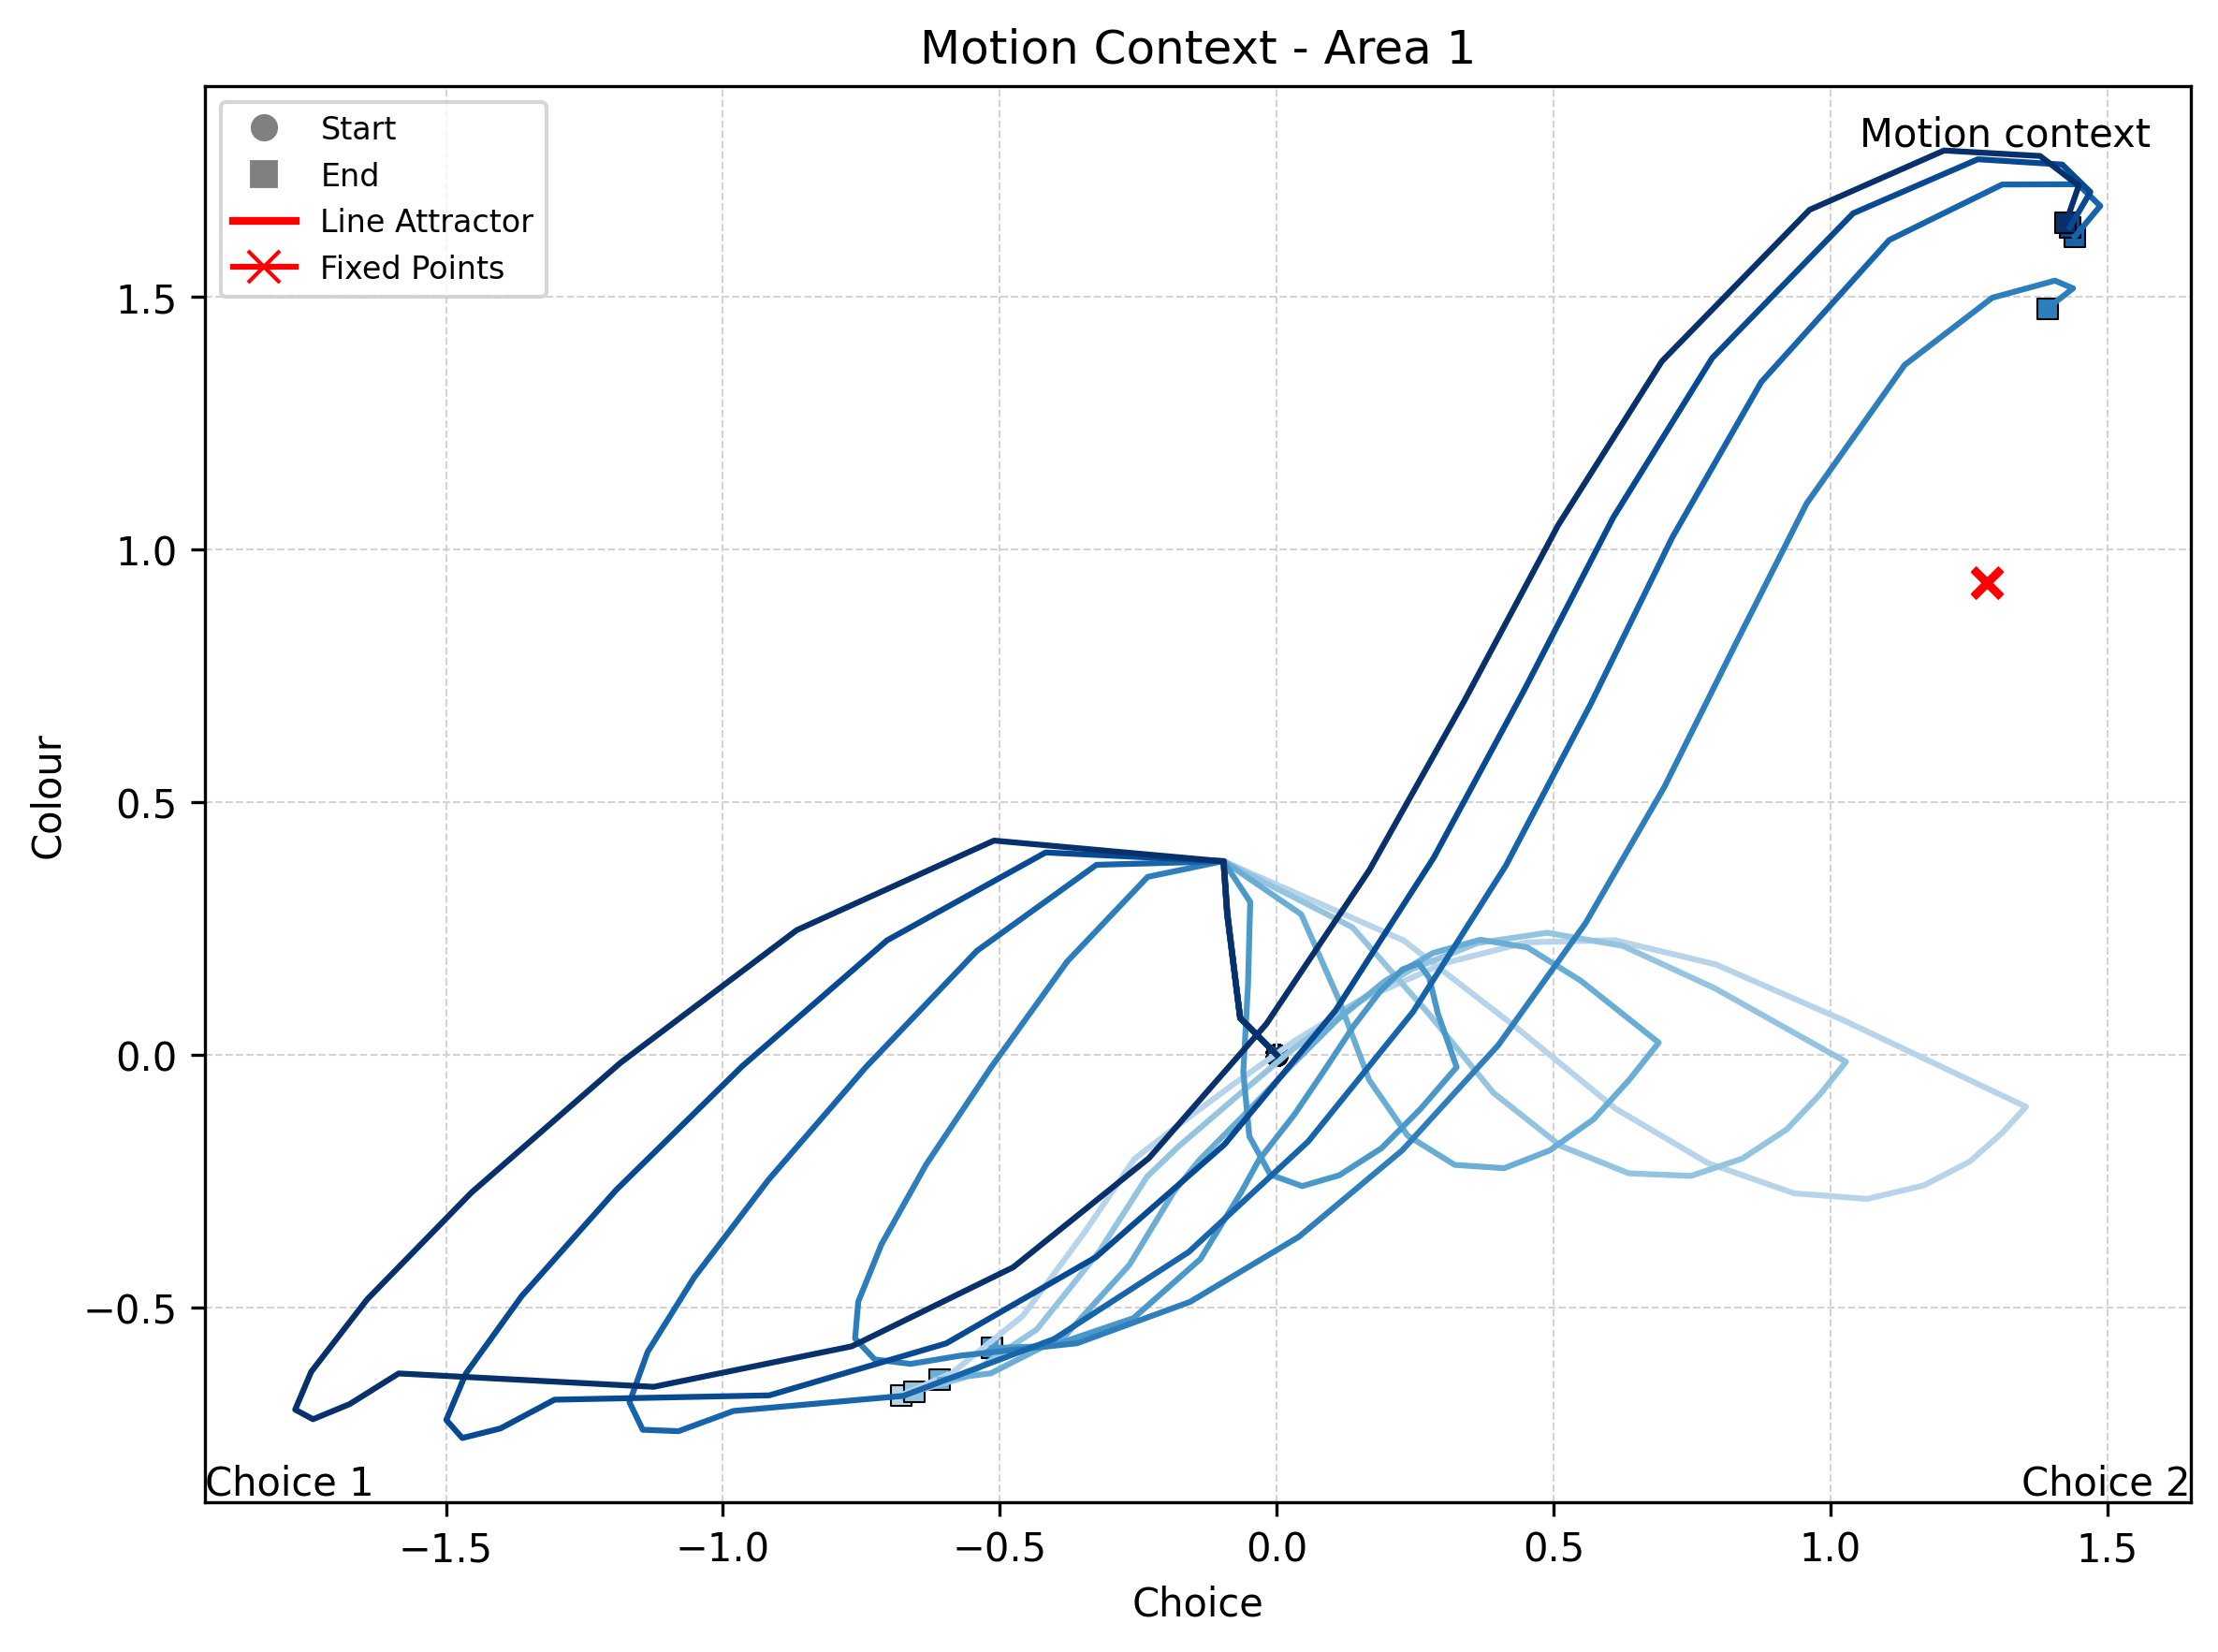 Motion Context - Area 1
Start
End
Line Attractor
Fixed Points
Motion context
1.5
1.0
0.5
0.0
−0.5
Colour
Choice 1
Choice 2
−1.5
−1.0
−0.5
0.0
0.5
1.0
1.5
Choice